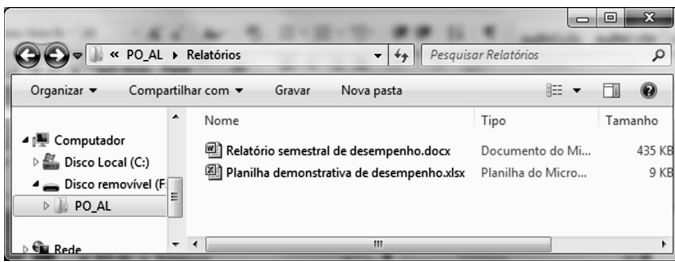 « PO_AL ▸ Relatórios
Pesquisar Relatórios
Organizar Compartilhar com Gravar Nova pasta
Nome Tipo Tamanho
Computador
Disco Local (C:)
Disco removível (F
PO_AL
Rede
Relatório semestral de desempenho.docx Documento do Mi... 435 KB
Planilha demonstrativa de desempenho.xlsx Planilha do Micro... 9 KB